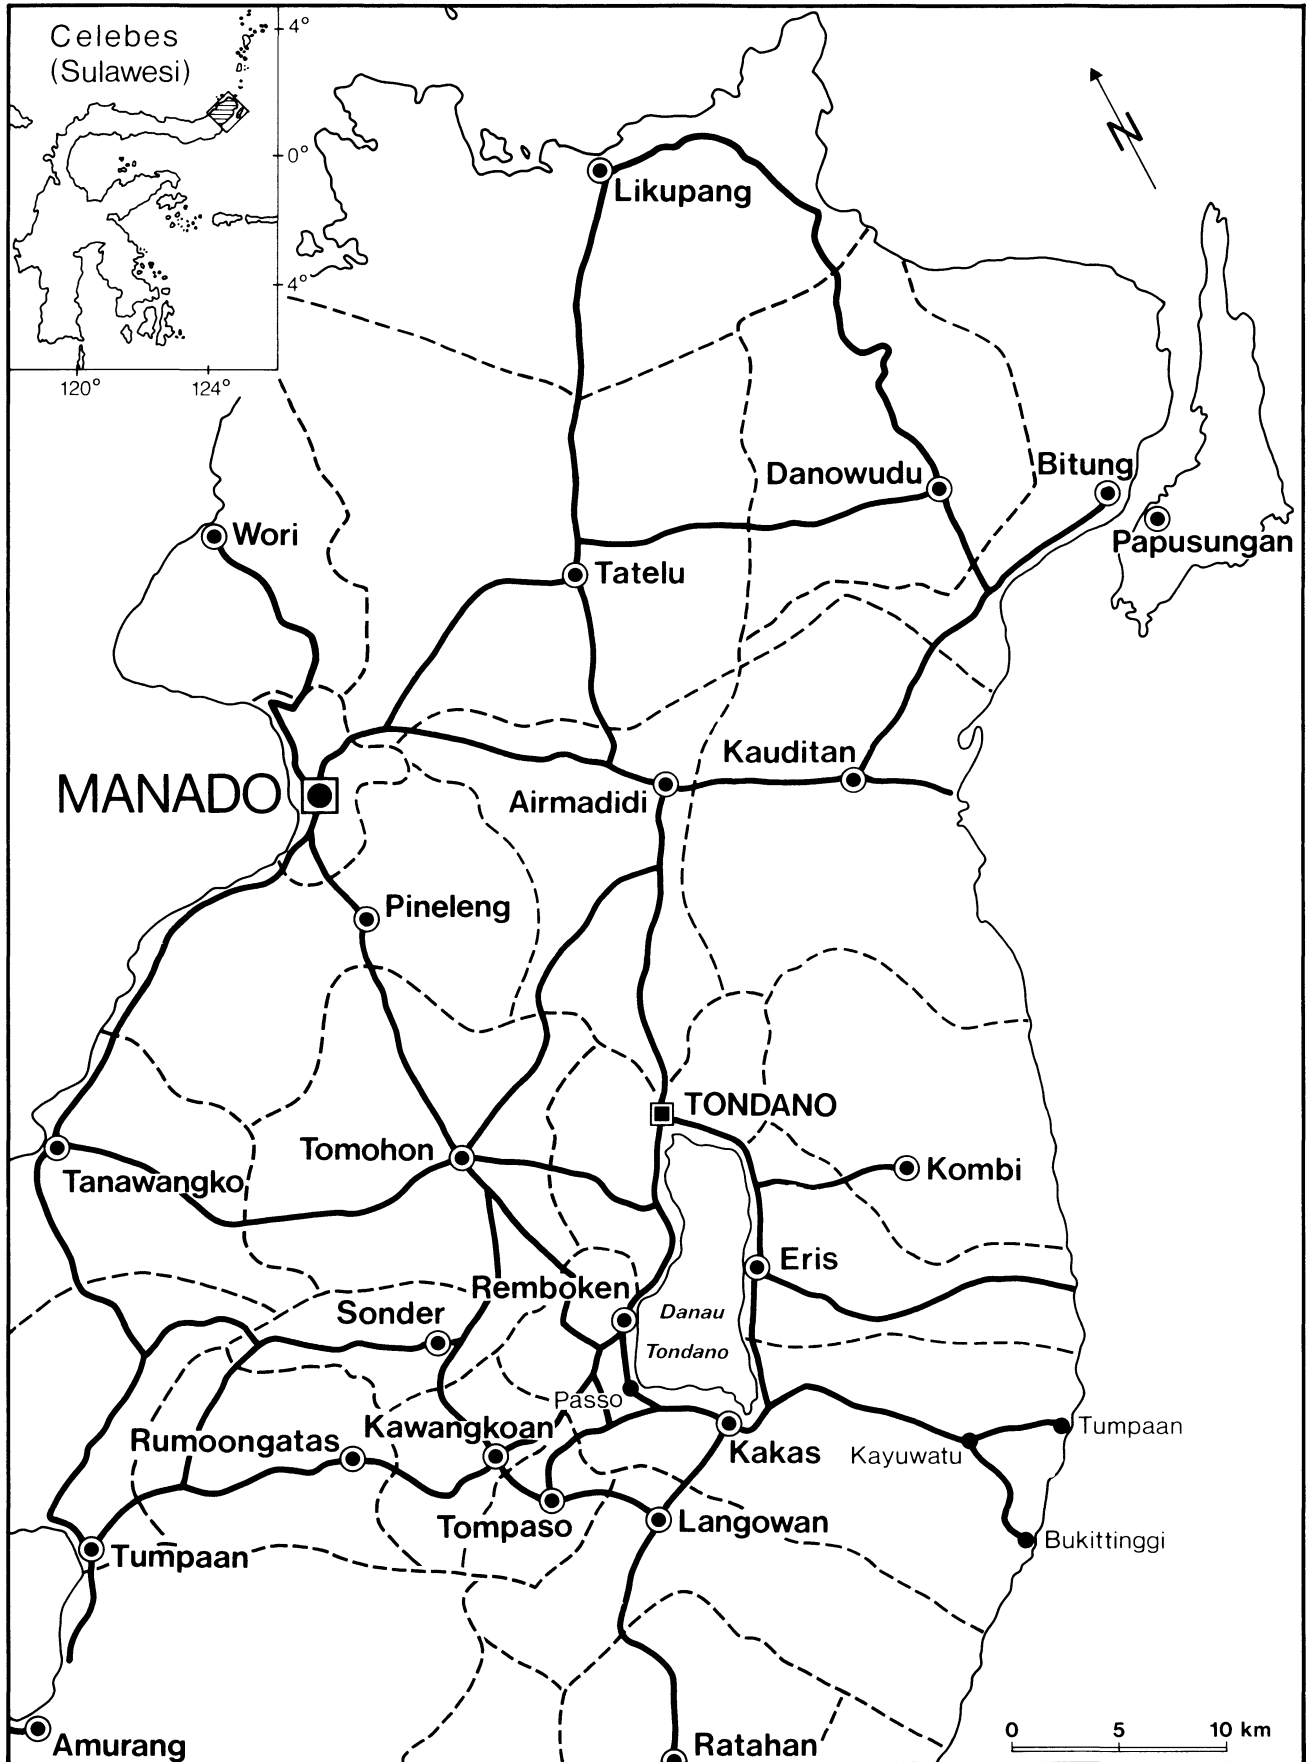 Celebes
(Sulawesi)
4°
0°
4°
120°
124°
N
Likupang
Danowudu
Bitung
Papusungan
Wori
Tatelu
Kauditan
MANADO
Airmadidi
Pineleng
TONDANO
Tomohon
Kombi
Tanawangko
Eris
Remboken
Sonder
Danau
Tondano
Passo
Kawangkoan
Rumoongatas
Kakas
Kayuwatu
Tumpaan
Tompaso
Langowan
Bukittinggi
Tumpaan
0 5 10 km
Amurang
Ratahan